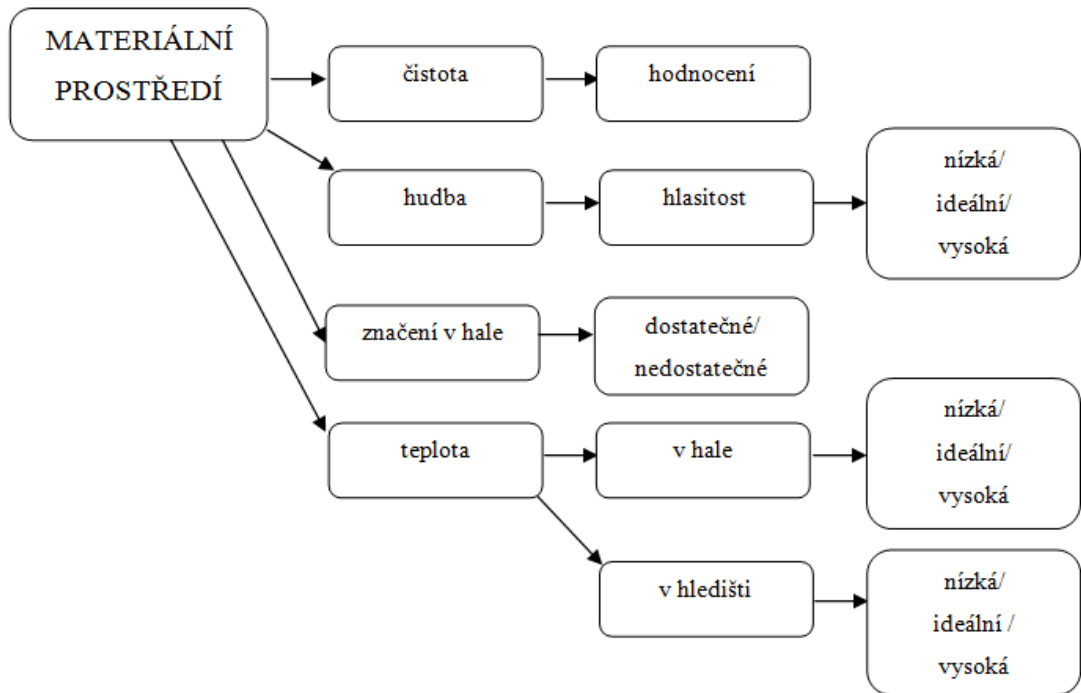 MATERIÁLNÍ
PROSTŘEDÍ
čistota
hodnocení
hudba
hlasitost
nízká/
ideální/
vysoká
značení v hale
dostatečné/
nedostatečné
teplota
v hale
nízká/
ideální/
vysoká
v hledišti
nízká/
ideální /
vysoká